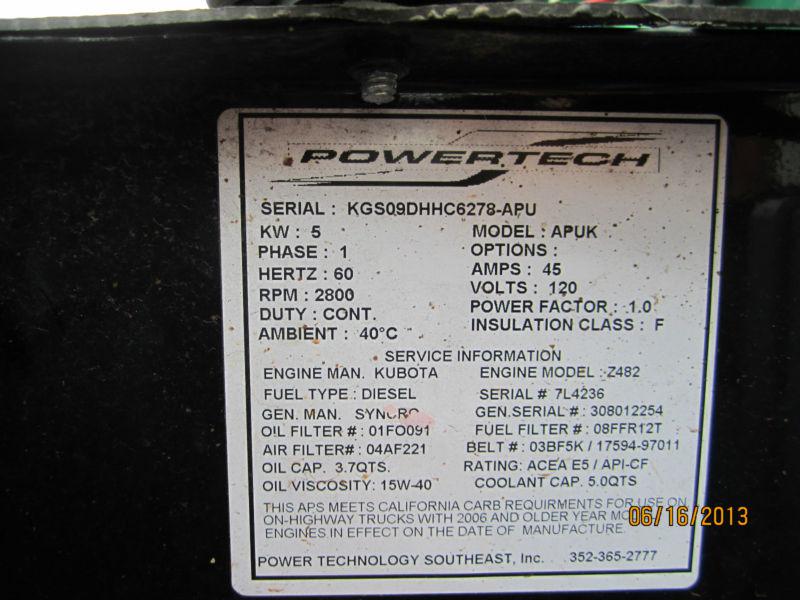 POWERTECH
SERIAL : KGS09DHHC6278-APU
KW : 5 MODEL : APUK
PHASE : 1 OPTIONS :
HERTZ : 60 AMPS : 45
RPM : 2800 VOLTS : 120
DUTY : CONT. POWER FACTOR : 1.0
AMBIENT : 40°C INSULATION CLASS : F
SERVICE INFORMATION
ENGINE MAN. KUBOTA ENGINE MODEL : Z482
FUEL TYPE : DIESEL SERIAL # 7L4236
GEN. MAN. SYNCRO GEN.SERIAL# : 308012254
OIL FILTER # : 01FO091 FUEL FILTER : 08FFR12T
AIR FILTER# : 04AF221 BELT # : 03BF5K / 17594-97011
OIL CAP. 3.7QTS. RATING: ACEA E5 / API-CF
OIL VISCOSITY: 15W-40 COOLANT CAP. 5.0QTS
THIS APS MEETS CALIFORNIA CARB REQUIRMENTS FOR USE ON
ON-HIGHWAY TRUCKS WITH 2006 AND OLDER YEAR
ENGINES IN EFFECT ON THE DATE OF MANUFACTURE.
06/16/2013
POWER TECHNOLOGY SOUTHEAST, Inc. 352-365-2777